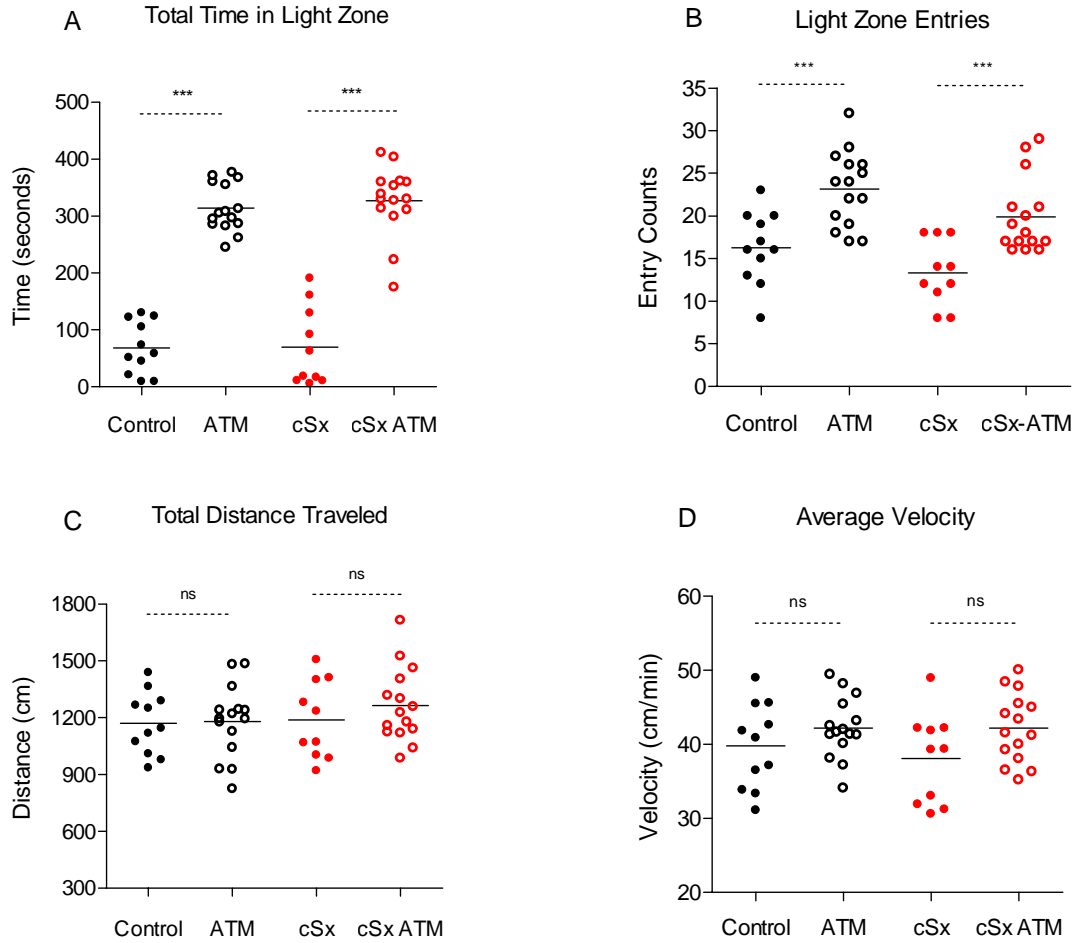 A Total Time in Light Zone
*** ***
Time (seconds)
500
400
300
200
100
0
Control ATM cSx cSx ATM
B Light Zone Entries
*** ***
Entry Counts
35
30
25
20
15
10
5
0
Control ATM cSx cSx-ATM
C Total Distance Traveled
ns ns
Distance (cm)
1800
1500
1200
900
600
300
Control ATM cSx cSx ATM
D Average Velocity
ns ns
Velocity (cm/min)
60
50
40
30
20
Control ATM cSx cSx ATM